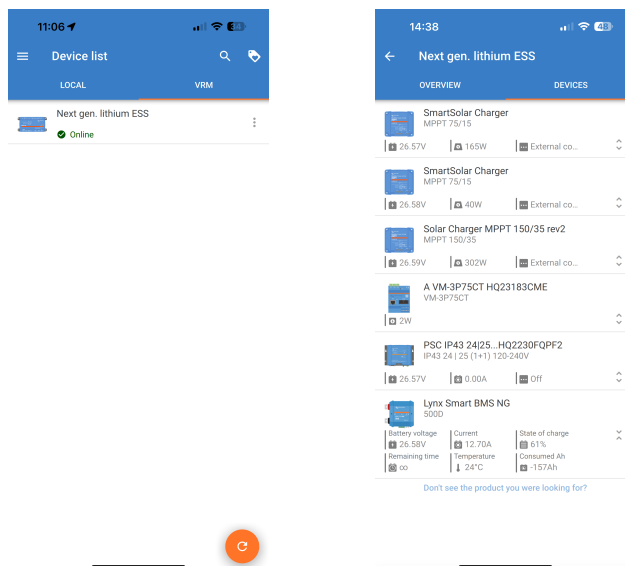 11:06
Device list
LOCAL VRM
Next gen. lithium ESS
Online
14:38
48
Next gen. lithium ESS
OVERVIEW DEVICES
SmartSolar Charger
MPPT 75/15
26.57V 165W External co...
SmartSolar Charger
MPPT 75/15
26.58V 40W External co...
Solar Charger MPPT 150/35 rev2
MPPT 150/35
26.59V 302W External co...
A VM-3P75CT HQ23183CME
VM-3P75CT
2W
PSC IP43 24|25...HQ2230FQPF2
IP43 24 | 25 (1+1) 120-240V
26.57V 0.00A Off
Lynx Smart BMS NG
500D
Battery voltage Current State of charge
26.58V 12.70A 61%
Remaining time Temperature Consumed Ah
∞ 24°C -157Ah
Don't see the product you were looking for?